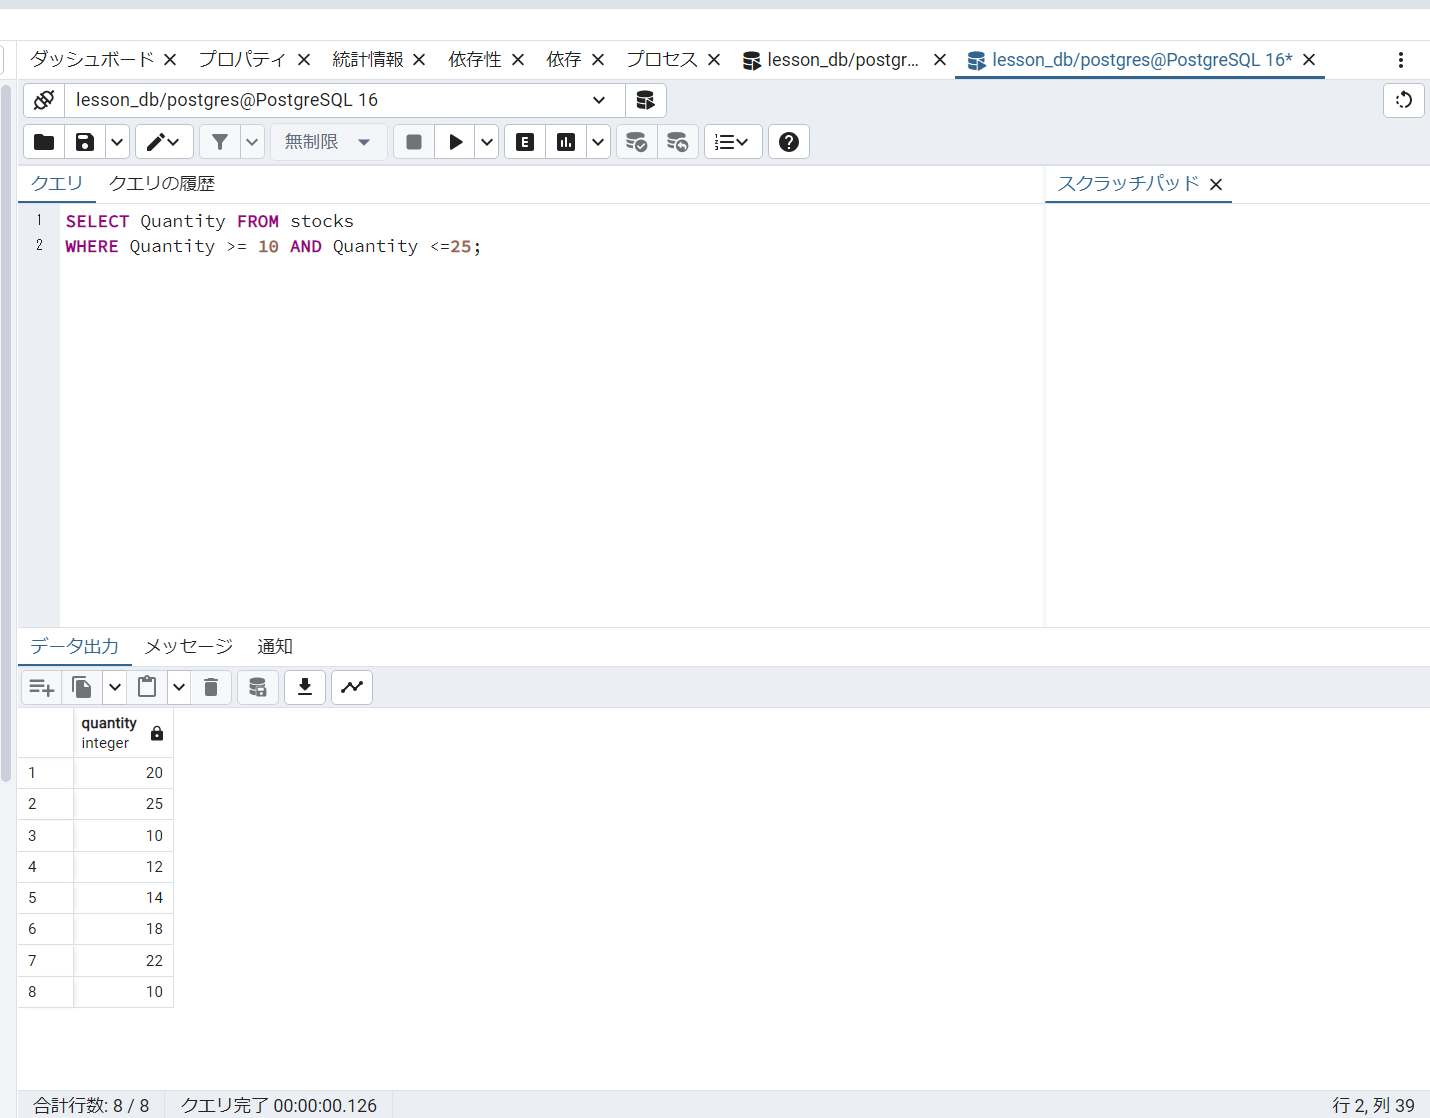 ダッシュボード プロパティ 統計情報 依存性 依存 プロセス lesson_db/postgr... lesson_db/postgres@PostgreSQL 16*
lesson_db/postgres@PostgreSQL 16
無制限 E
クエリ クエリの履歴 スクラッチパッド
1 SELECT Quantity FROM stocks
2 WHERE Quantity >= 10 AND Quantity <=25;
データ出力 メッセージ 通知
quantity
integer
1 20
2 25
3 10
4 12
5 14
6 18
7 22
8 10
合計行数: 8 / 8 クエリ完了 00:00:00.126 行 2, 列 39